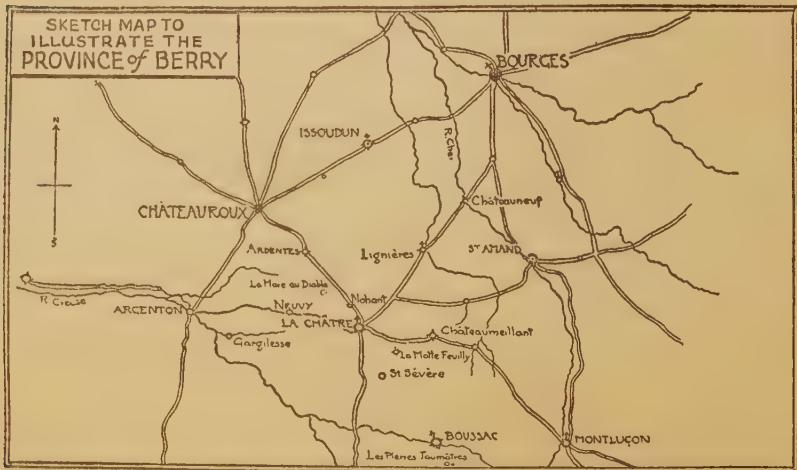 SKETCH MAP TO
ILLUSTRATE THE
PROVINCE of BERRY
BOURGES
N
ISSOUDUN
R. Cher
S
CHÂTEAUROUX
Châteauneuf
ARDENTES
Lignières
ST AMAND
La Mare au Diable
R. Creuse
Nohant
ARGENTON
NEUVY
LA CHÂTRE
Gargilesse
Châteaumeillant
La Motte Feuilly
St Sévère
BOUSSAC
MONTLUÇON
Les Pierres Jaumâtres